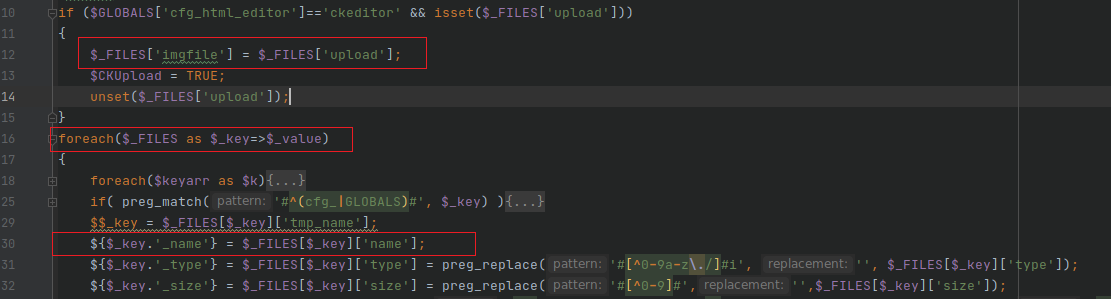 10 if ($GLOBALS['cfg_html_editor']=='ckeditor' && isset($_FILES['upload']))
11 {
12 $_FILES['imgfile'] = $_FILES['upload'];
13 $CKUpload = TRUE;
14 unset($_FILES['upload']);
15 }
16 foreach($_FILES as $_key=>$_value)
17 {
18 foreach($keyarr as $k){...}
25 if( preg_match( pattern: '#^(cfg_|GLOBALS)#', $_key) ){...}
29 $$_key = $_FILES[$_key]['tmp_name'];
30 ${$_key.'_name'} = $_FILES[$_key]['name'];
31 ${$_key.'_type'} = $_FILES[$_key]['type'] = preg_replace( pattern: '#[^0-9a-z\./]#i', replacement: '', $_FILES[$_key]['type']);
32 ${$_key.'_size'} = $_FILES[$_key]['size'] = preg_replace( pattern: '#[^0-9]#', replacement: '',$_FILES[$_key]['size']);